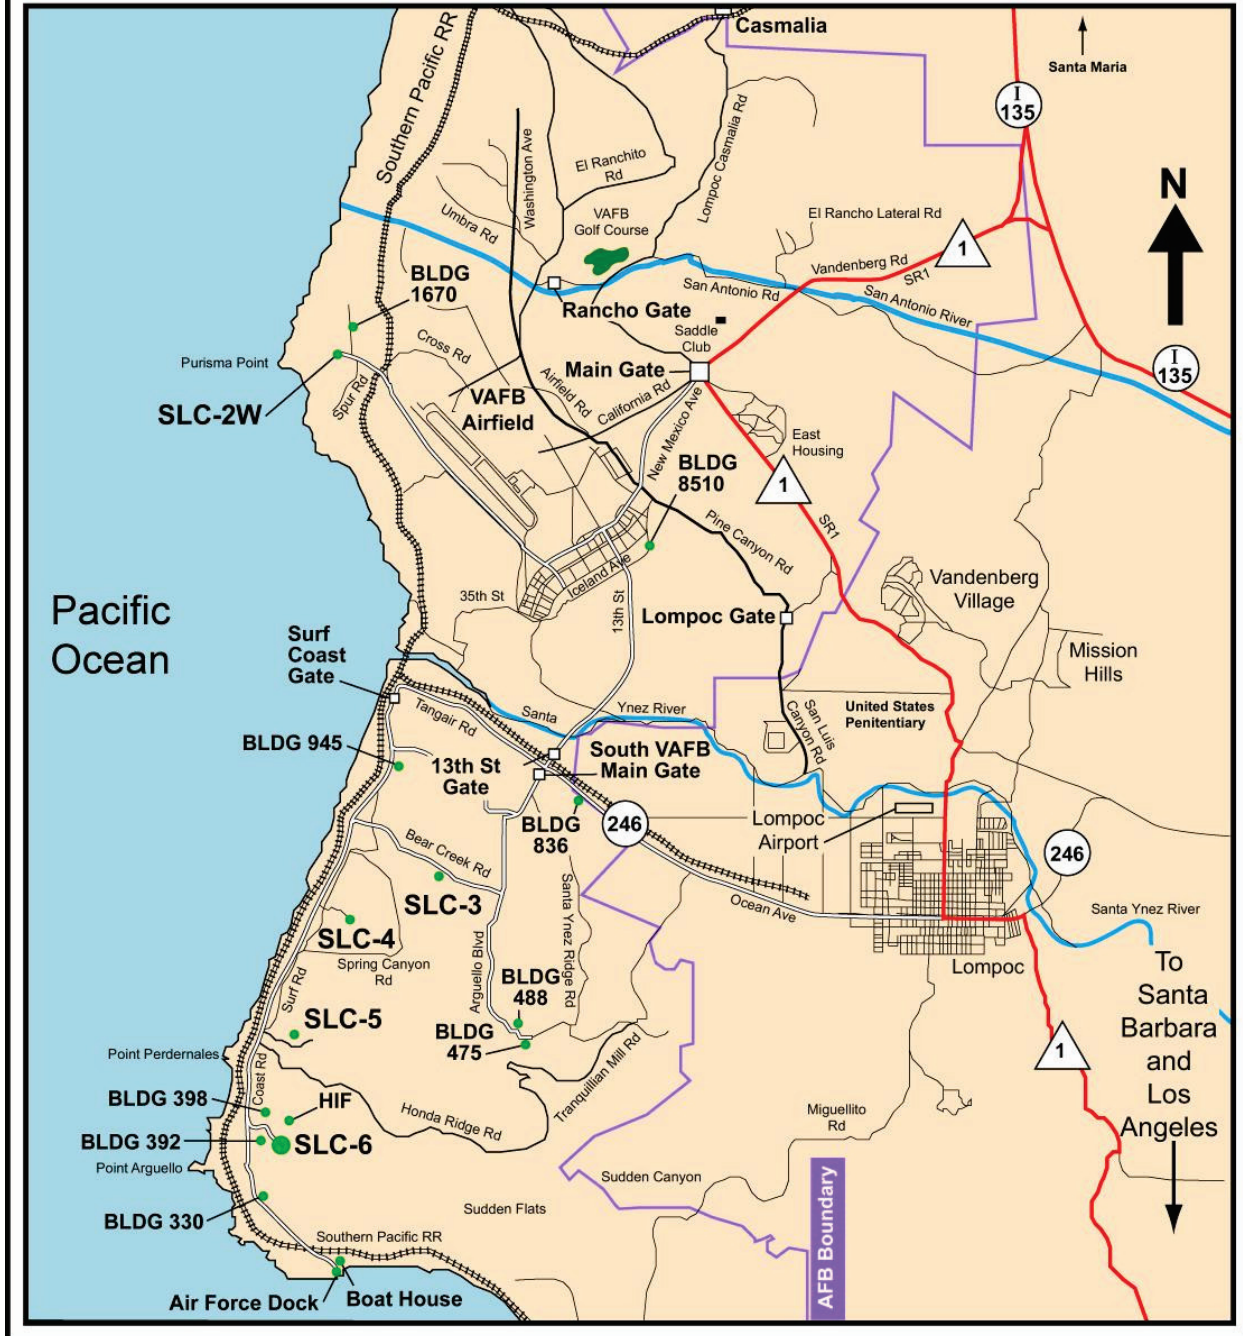 Casmalia
Santa Maria
I
135
N
Southern Pacific RR
Washington Ave
El Ranchito
Rd
Lompoc Casmalia Rd
Umbra Rd
VAFB
Golf Course
El Rancho Lateral Rd
1
Vandenberg Rd
SR1
San Antonio Rd
San Antonio River
BLDG
1670
Rancho Gate
Saddle
Club
Cross Rd
Purisma Point
Main Gate
I
135
Spur Rd
SLC-2W
VAFB
Airfield
Airfield Rd
California Rd
New Mexico Ave
East
Housing
BLDG
8510
1
SR1
Pine Canyon Rd
Iceland Ave
35th St
13th St
Vandenberg
Village
Lompoc Gate
Pacific
Ocean
Surf
Coast
Gate
Mission
Hills
Tangair Rd
Santa
Ynez River
San Luis
Canyon Rd
United States
Penitentiary
BLDG 945
13th St
Gate
South VAFB
Main Gate
BLDG
836
246
Lompoc
Airport
246
Bear Creek Rd
SLC-3
Santa Ynez Ridge Rd
Ocean Ave
Santa Ynez River
SLC-4
Spring Canyon
Rd
Arguello Blvd
Lompoc
To
Santa
Barbara
and
Los
Angeles
Surf Rd
BLDG
488
SLC-5
BLDG
475
1
Point Perdernales
Coast Rd
Tranquillian Mill Rd
BLDG 398
HIF
Honda Ridge Rd
Miguellito
Rd
BLDG 392
SLC-6
Point Arguello
Sudden Canyon
BLDG 330
Sudden Flats
Southern Pacific RR
AFB Boundary
Air Force Dock
Boat House